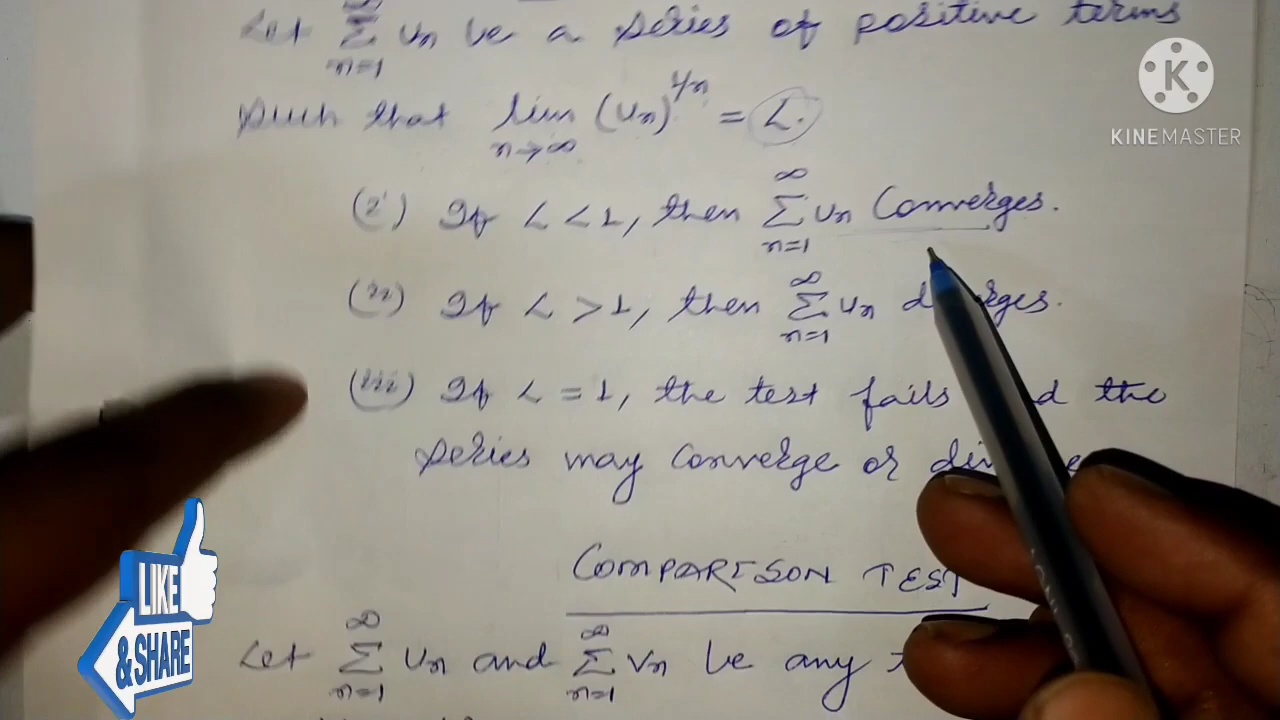 Let ∞ Σ n=1 un be a series of positive terms
such that lim n→∞ (un)^1/n = L.
(i) If L < 1, then ∞ Σ n=1 un Converges.
(ii) If L > 1, then ∞ Σ n=1 un
(iii) If L = 1, the test fails the
series may converge or
COMPARISON TEST
Let ∞ Σ n=1 un and ∞ Σ n=1 vn be any
K
KINEMASTER
LIKE
& SHARE